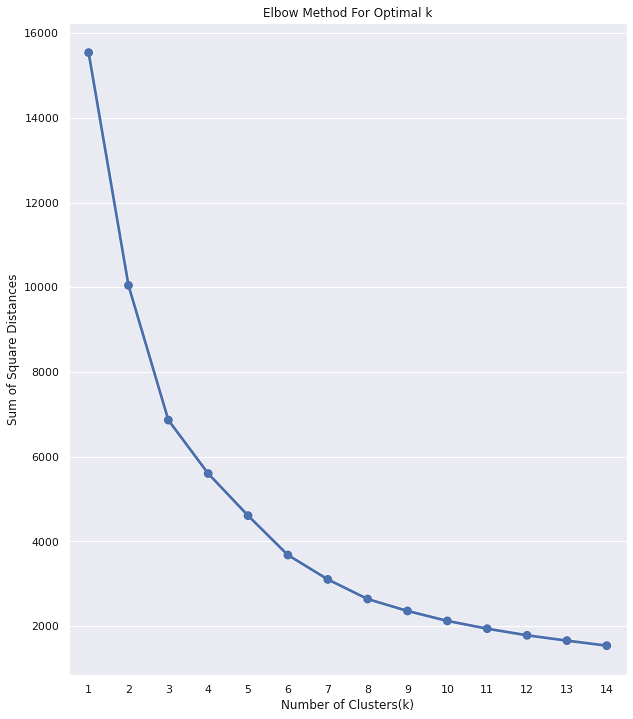 Elbow Method For Optimal k
16000
14000
12000
10000
8000
6000
4000
2000
Sum of Square Distances
1 2 3 4 5 6 7 8 9 10 11 12 13 14
Number of Clusters(k)